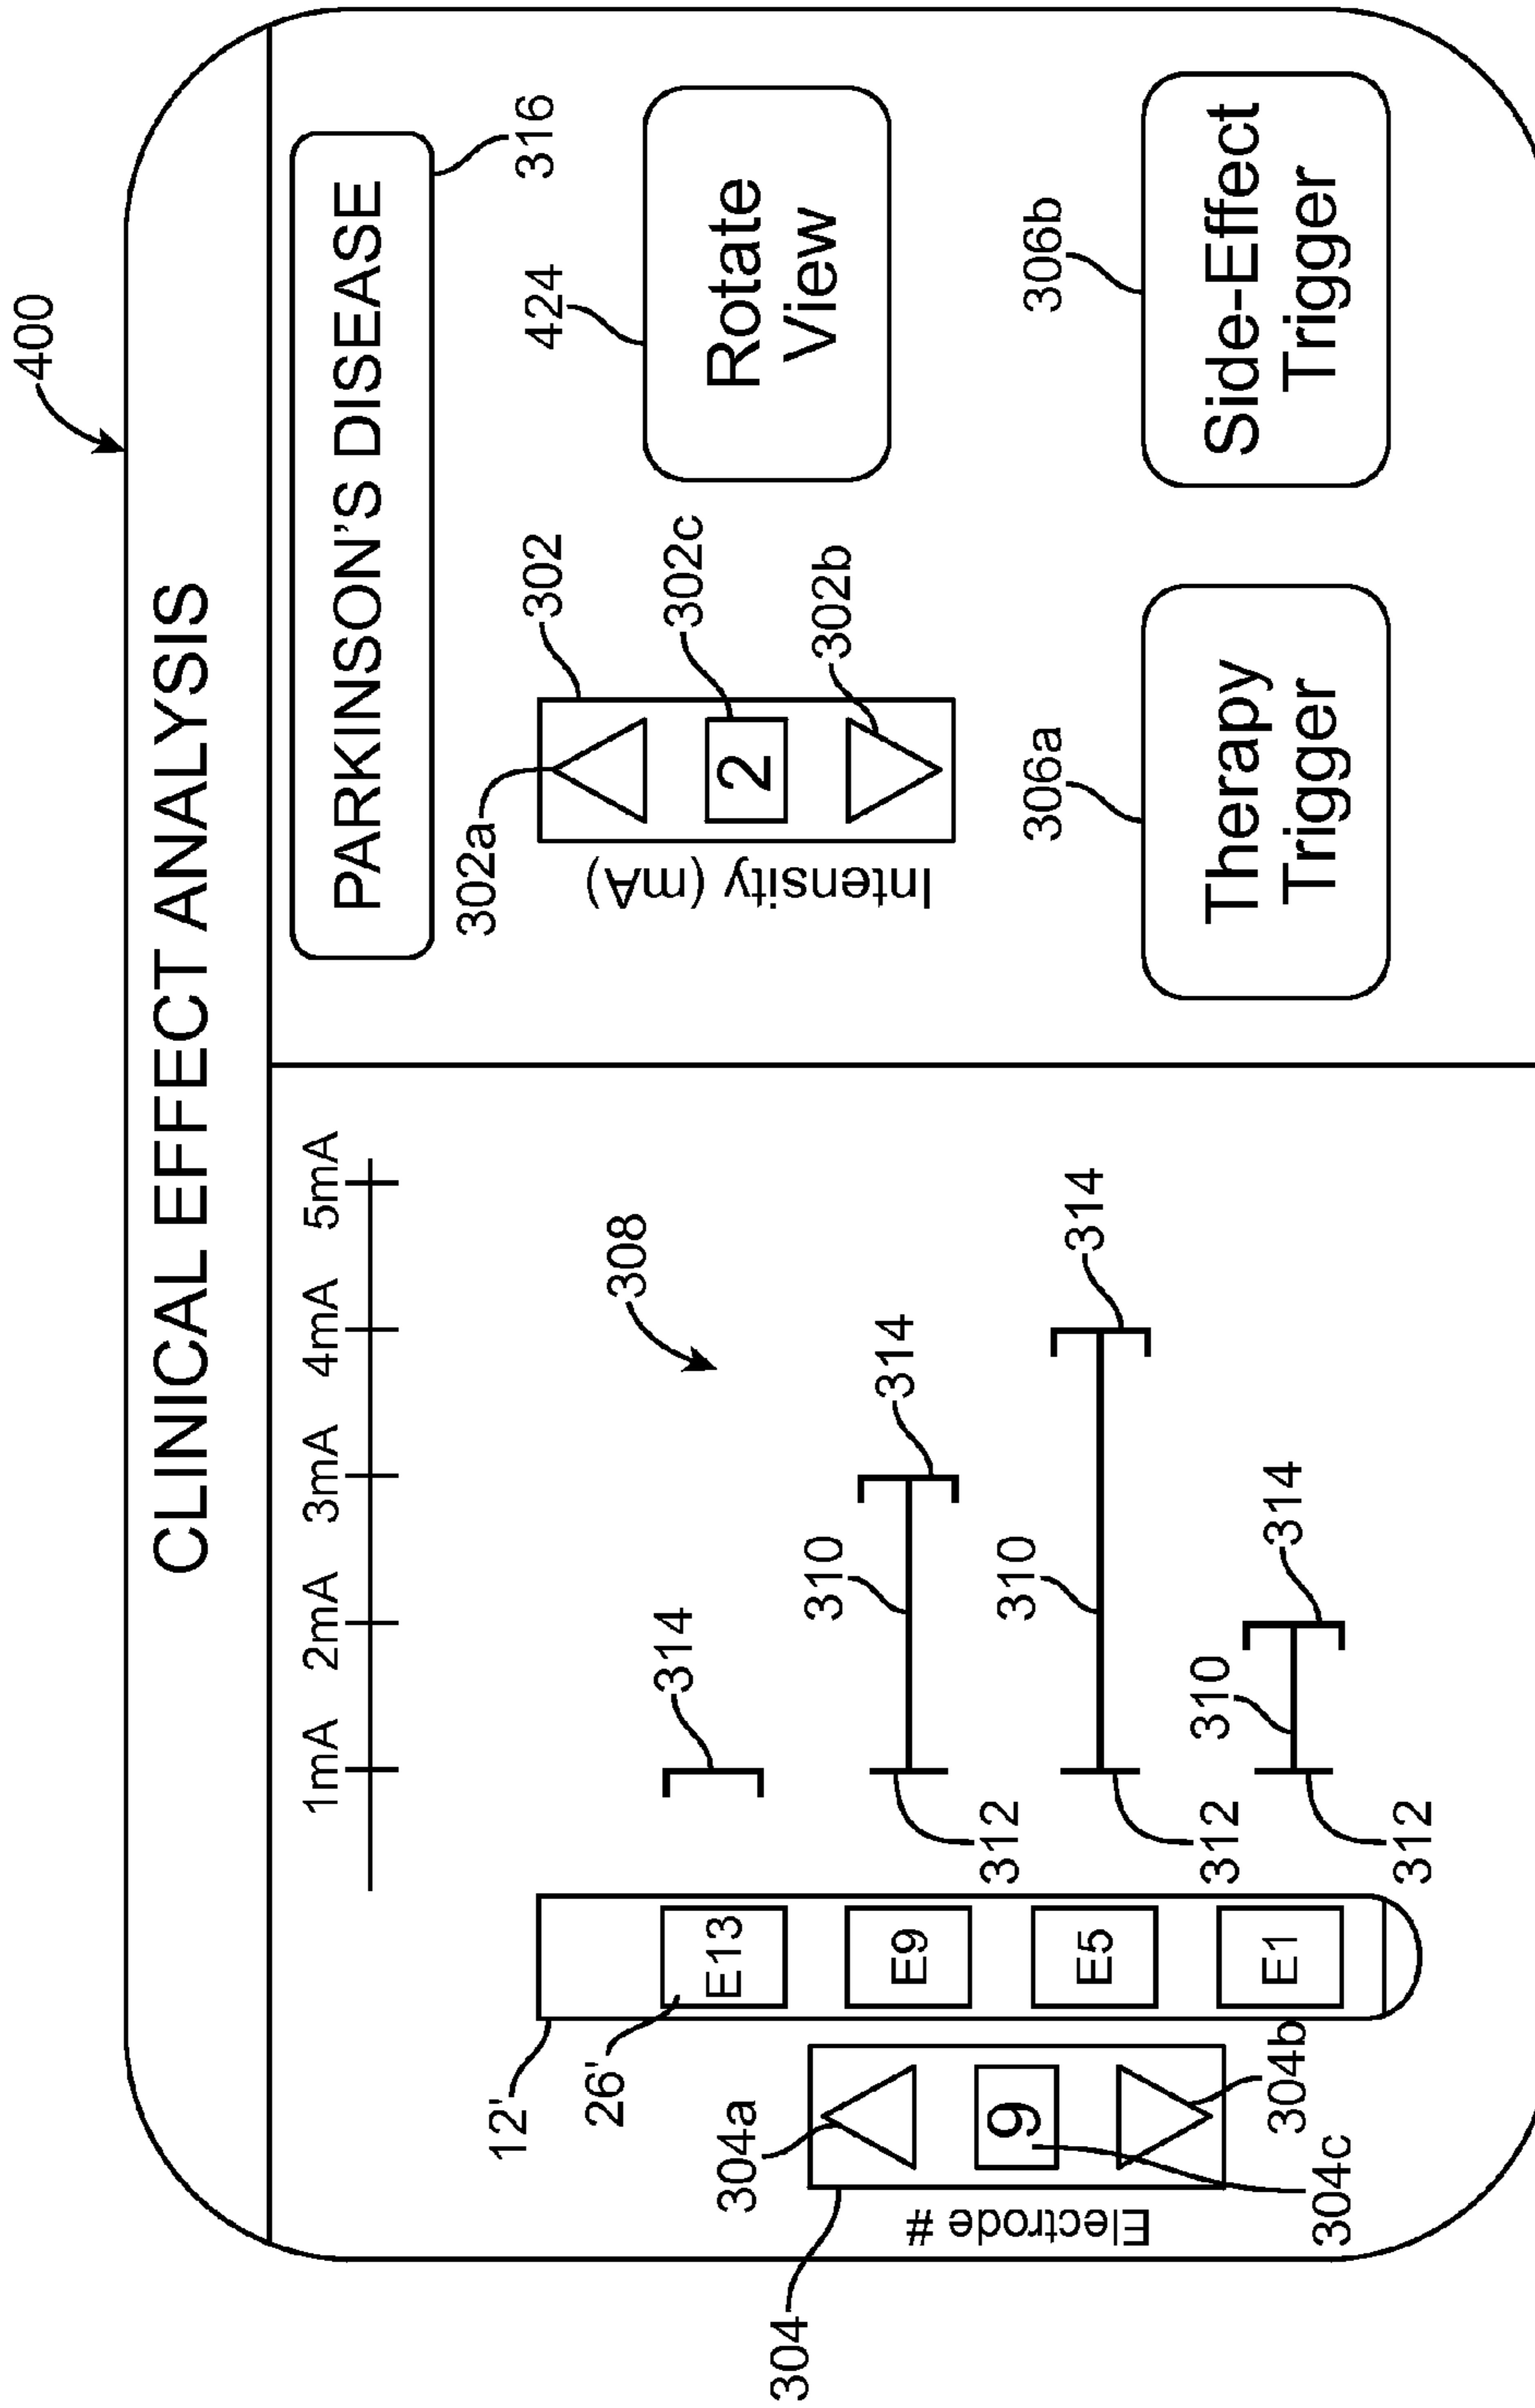 400
CLINICAL EFFECT ANALYSIS
1mA 2mA 3mA 4mA 5mA
PARKINSON'S DISEASE
316
308
302a
302
302c
302b
Intensity (mA)
2
424
Rotate
View
12'
26'
E13
E9
E5
E1
314
310
314
310
314
310
314
312
312
312
304
304a
304b
304c
Electrode #
9
306a
Therapy
Trigger
306b
Side-Effect
Trigger